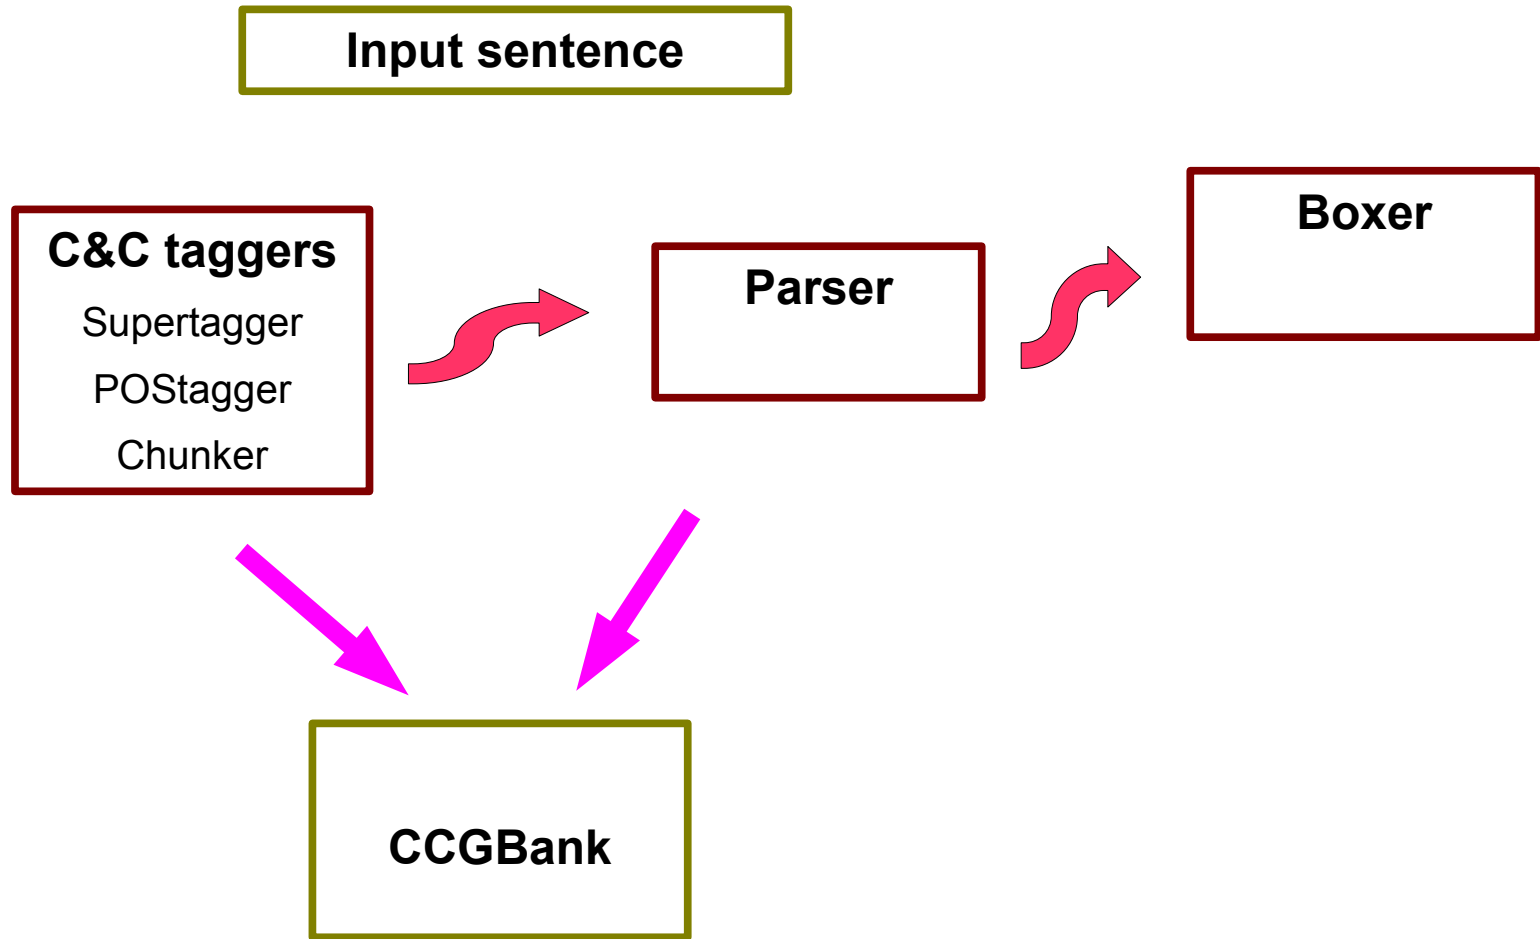 Input sentence
C&C taggers
Supertagger
POStagger
Chunker
Parser
Boxer
CCGBank